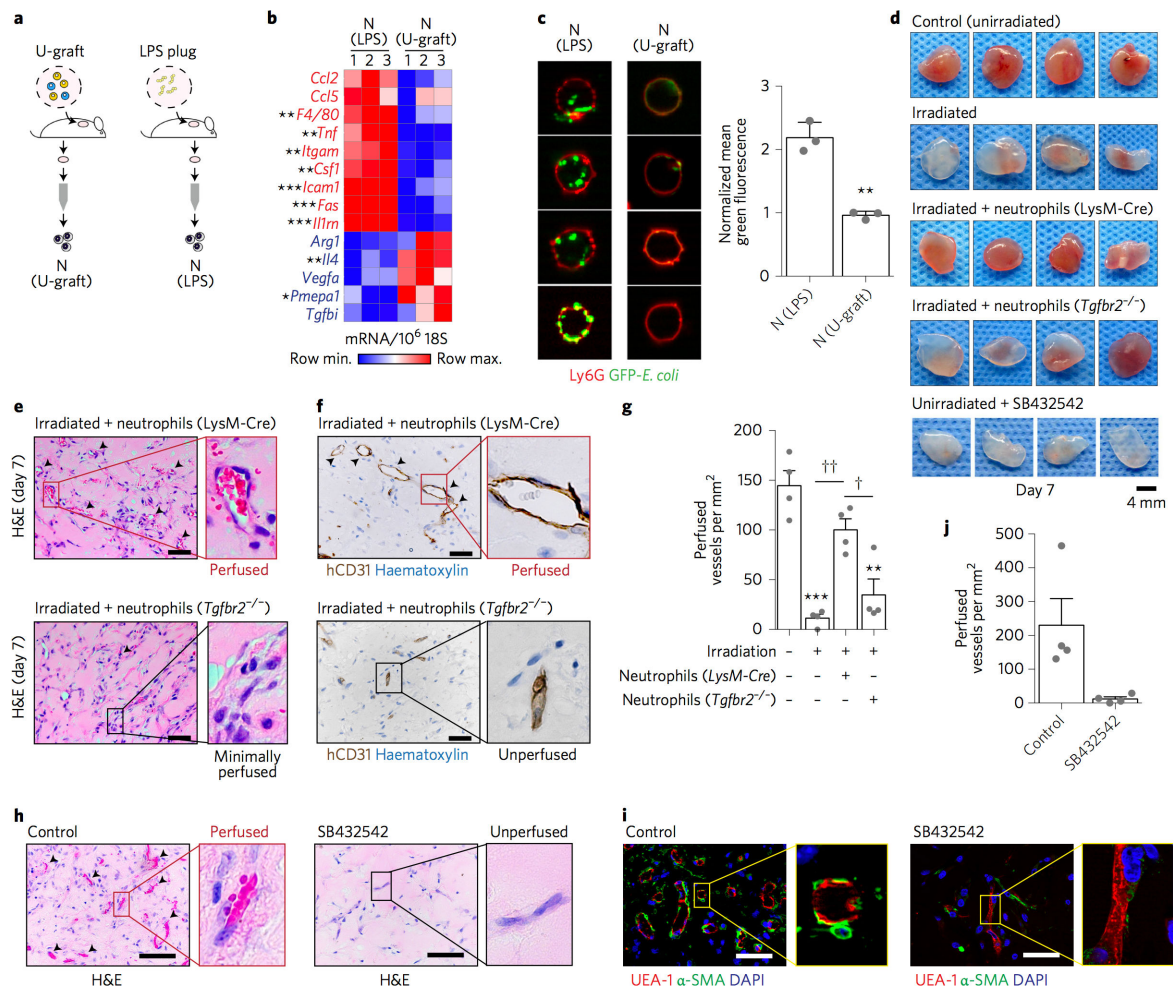 a
U-graft
LPS plug
N
(U-graft)
N
(LPS)
b
N
(LPS)
N
(U-graft)
1 2 3 1 2 3
Ccl2
Ccl5
**F4/80
**Tnf
**Itgam
**Csf1
***Icam1
***Fas
***Il1rn
Arg1
**Il4
Vegfa
*Pmepa1
Tgfbi
mRNA/10⁶ 18S
Row min.
Row max.
c
N
(LPS)
N
(U-graft)
Ly6G GFP-E. coli
Normalized mean
green fluorescence
3
2
1
0
**
N (LPS)
N (U-graft)
d
Control (unirradiated)
Irradiated
Irradiated + neutrophils (LysM-Cre)
Irradiated + neutrophils (Tgfbr2⁻/⁻)
Unirradiated + SB432542
Day 7
4 mm
e
Irradiated + neutrophils (LysM-Cre)
H&E (day 7)
Perfused
Irradiated + neutrophils (Tgfbr2⁻/⁻)
H&E (day 7)
Minimally
perfused
f
Irradiated + neutrophils (LysM-Cre)
hCD31 Haematoxylin
Perfused
Irradiated + neutrophils (Tgfbr2⁻/⁻)
hCD31 Haematoxylin
Unperfused
g
Perfused
vessels per mm²
200
150
100
50
0
***
††
†
**
Irradiation
− + + +
Neutrophils (LysM-Cre)
− − + −
Neutrophils (Tgfbr2⁻/⁻)
− − − +
j
Perfused
vessels per mm²
500
400
300
200
100
0
Control
SB432542
h
Control
Perfused
H&E
SB432542
Unperfused
H&E
i
Control
UEA-1 α-SMA DAPI
SB432542
UEA-1 α-SMA DAPI